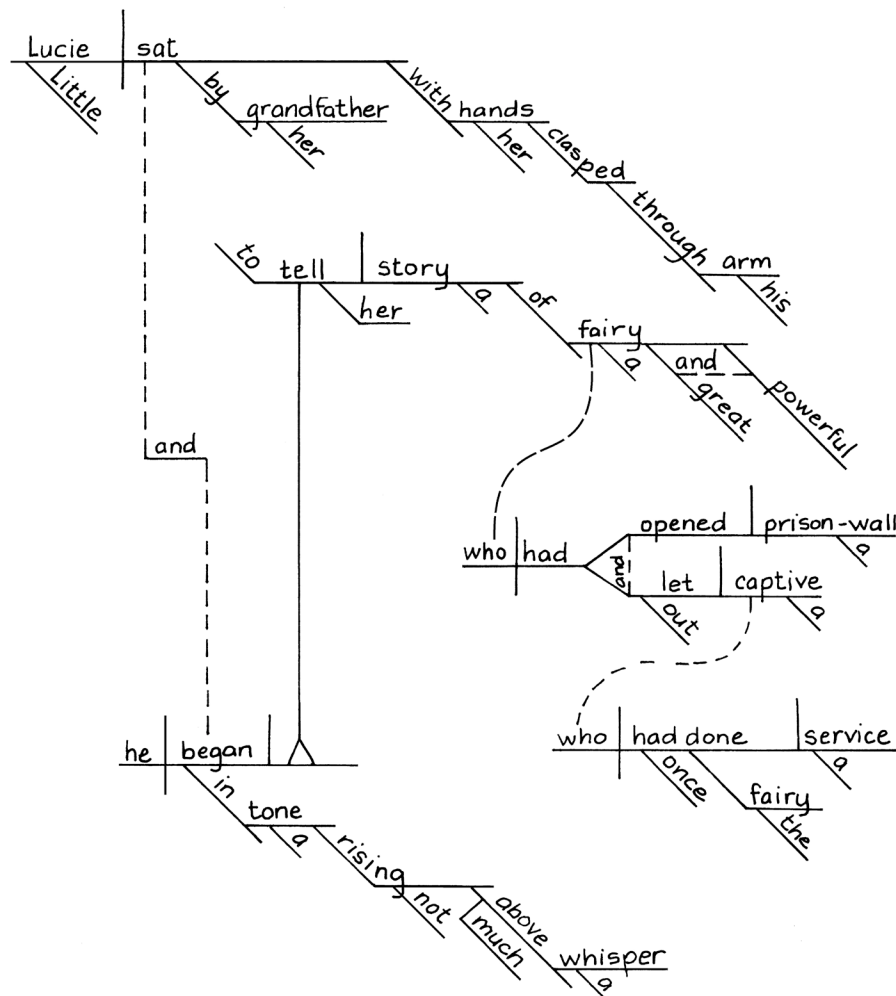 Lucie sat
Little
by
grandfather
her
with hands
her
clasped
through
arm
his
to tell story
her
a
of
fairy
a
and
great
powerful
and
who had
and
opened prison-wall
a
let captive
out
a
who had done service
once
a
fairy
the
he began
in
tone
a
rising
not
much
above
whisper
a